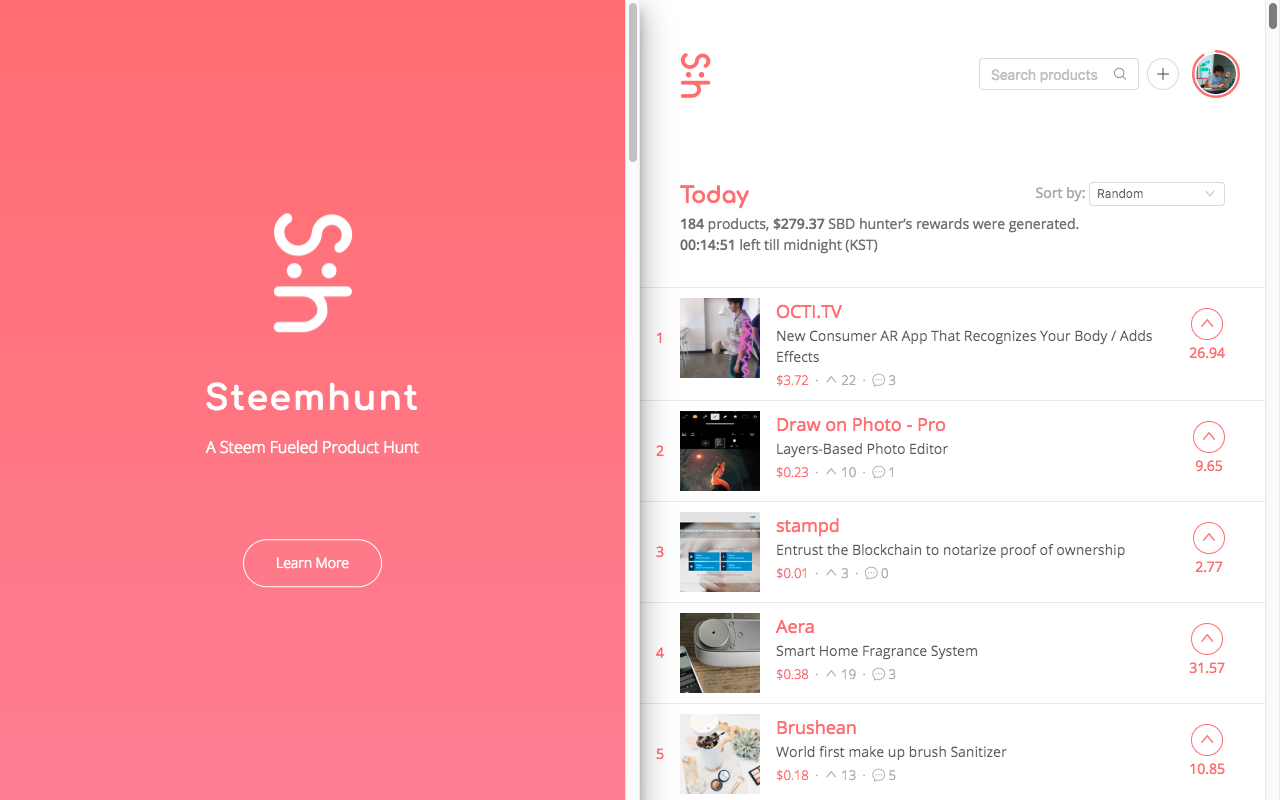 S:h
Steemhunt
A Steem Fueled Product Hunt
Learn More
S:h
Search products
Today
Sort by: Random
184 products, $279.37 SBD hunter’s rewards were generated.
00:14:51 left till midnight (KST)
1
OCTI.TV
New Consumer AR App That Recognizes Your Body / Adds
Effects
$3.72 · 22 · 3
26.94
2
Draw on Photo - Pro
Layers-Based Photo Editor
$0.23 · 10 · 1
9.65
3
stampd
Entrust the Blockchain to notarize proof of ownership
$0.01 · 3 · 0
2.77
4
Aera
Smart Home Fragrance System
$0.38 · 19 · 3
31.57
5
Brushean
World first make up brush Sanitizer
$0.18 · 13 · 5
10.85